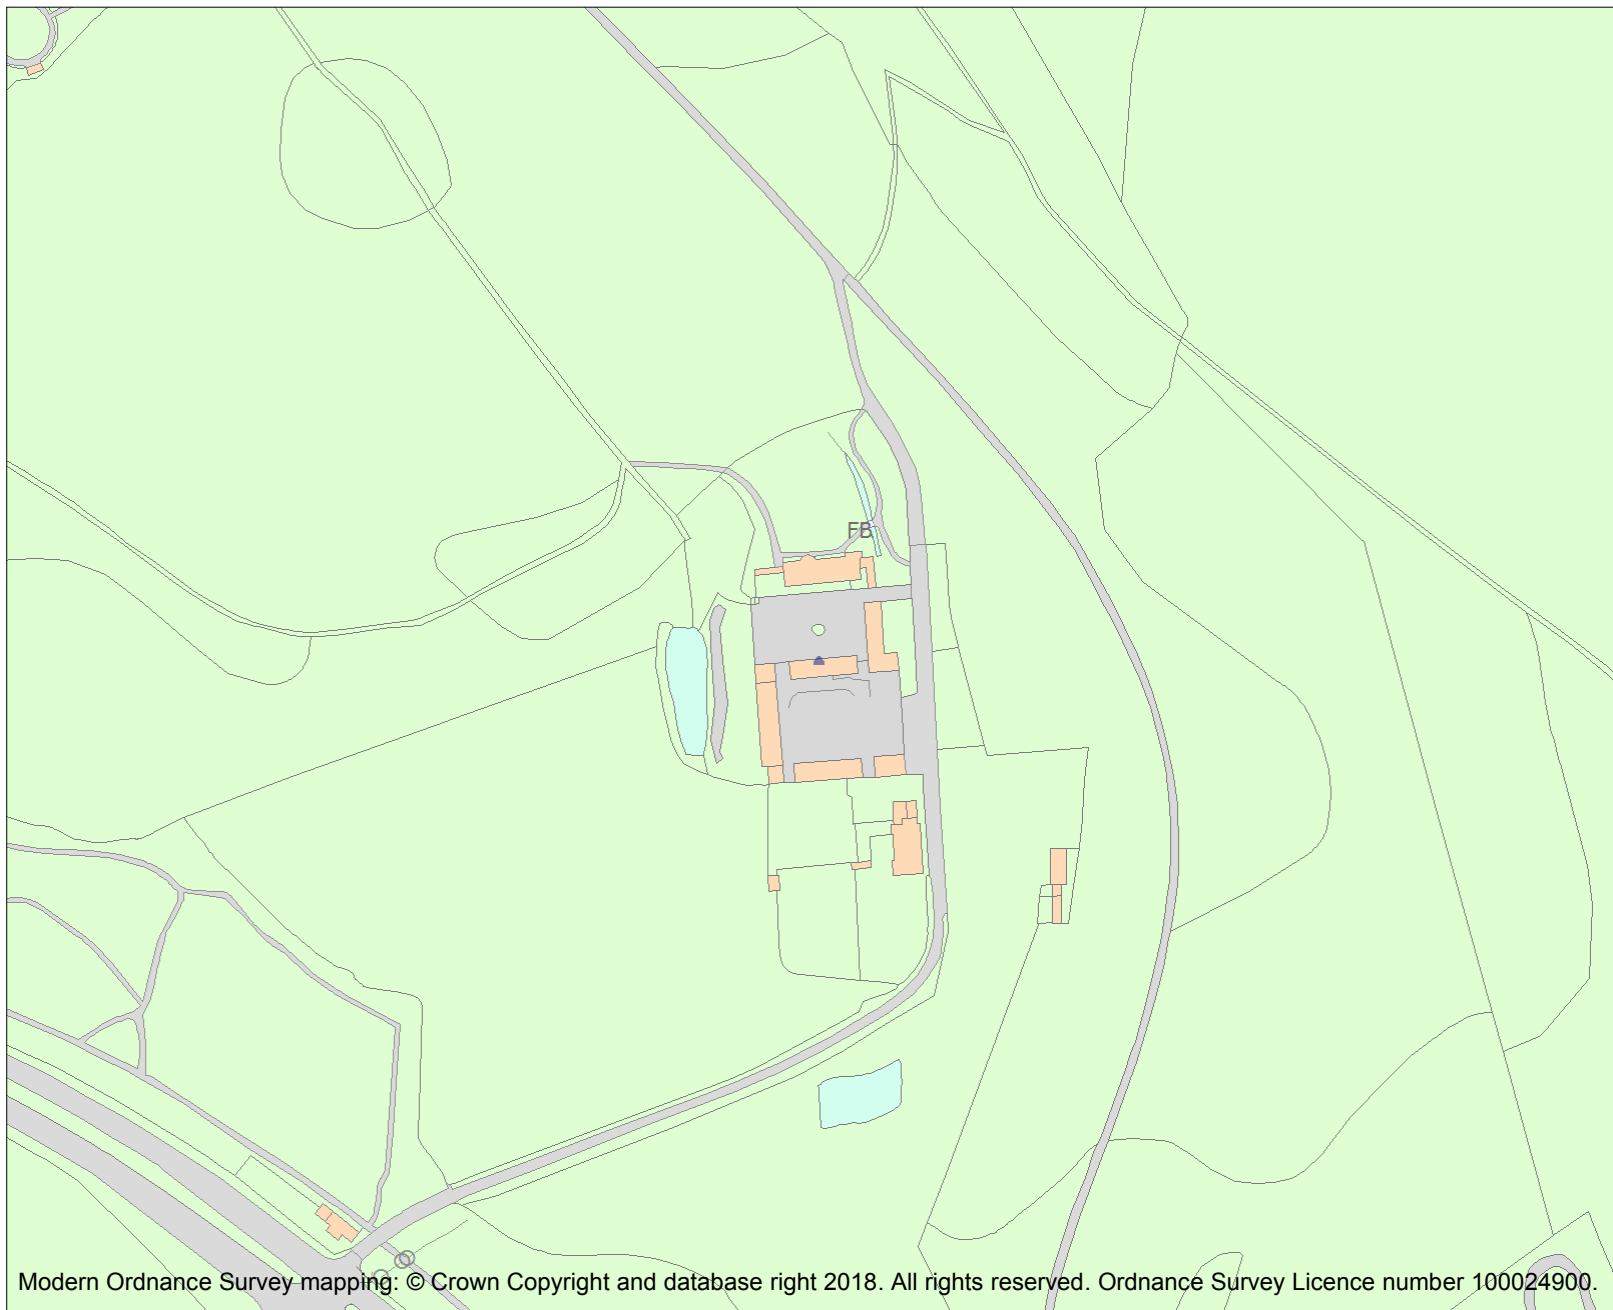 FB
Modern Ordnance Survey mapping: © Crown Copyright and database right 2018. All rights reserved. Ordnance Survey Licence number 100024900.